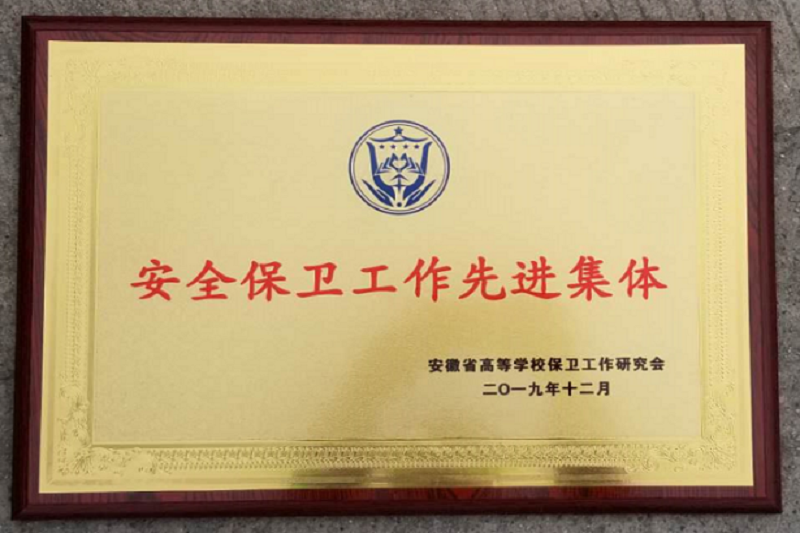 安全保卫工作先进集体
安徽省高等学校保卫工作研究会
二〇一九年十二月